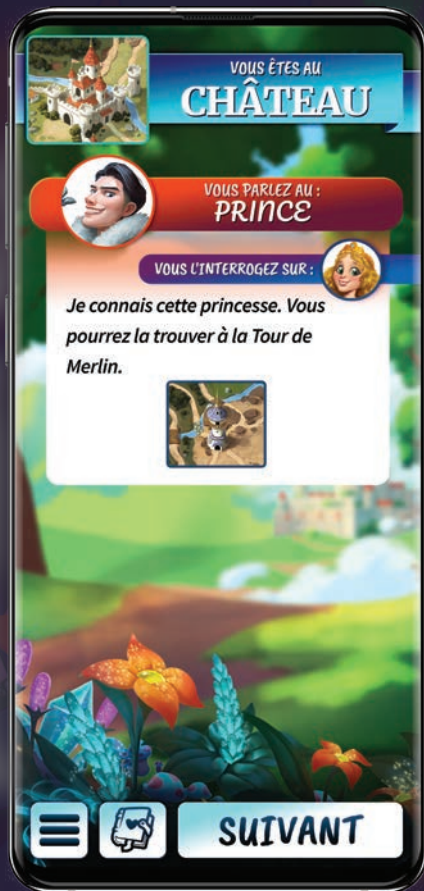 VOUS ÊTES AU
CHÂTEAU
VOUS PARLEZ AU :
PRINCE
VOUS L'INTERROGEZ SUR :
Je connais cette princesse. Vous
pourrez la trouver à la Tour de
Merlin.
SUIVANT